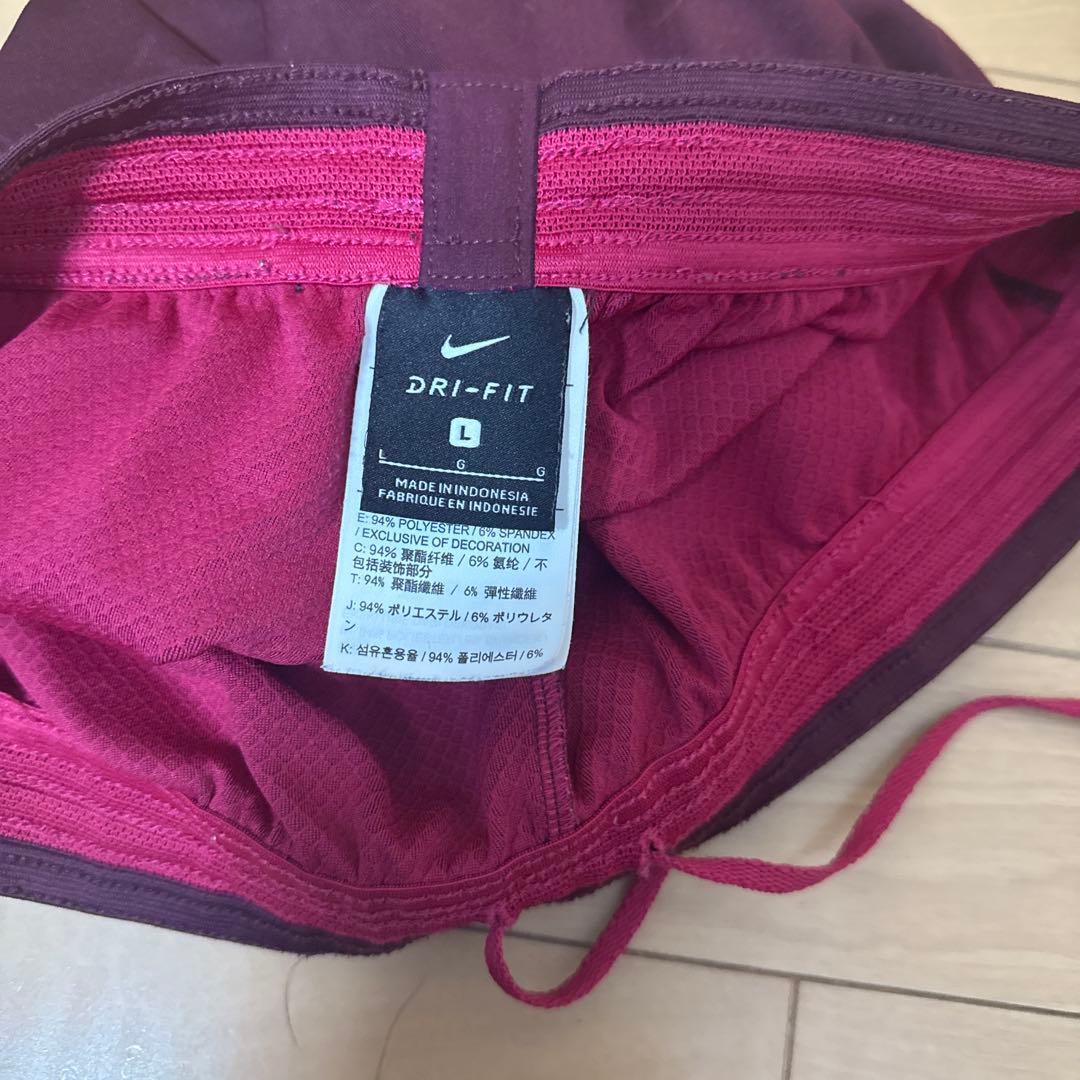 DRI-FIT
L
L G G
MADE IN INDONESIA
FABRIQUE EN INDONESIE
E: 94% POLYESTER / 6% SPANDEX
/ EXCLUSIVE OF DECORATION
C: 94% 聚酯纤维 / 6% 氨纶 / 不
包括装饰部分
T: 94% 聚酯纖維 / 6% 彈性纖維
J: 94% ポリエステル / 6% ポリウレタ
ン
K: 섬유혼용율 / 94% 폴리에스터 / 6%